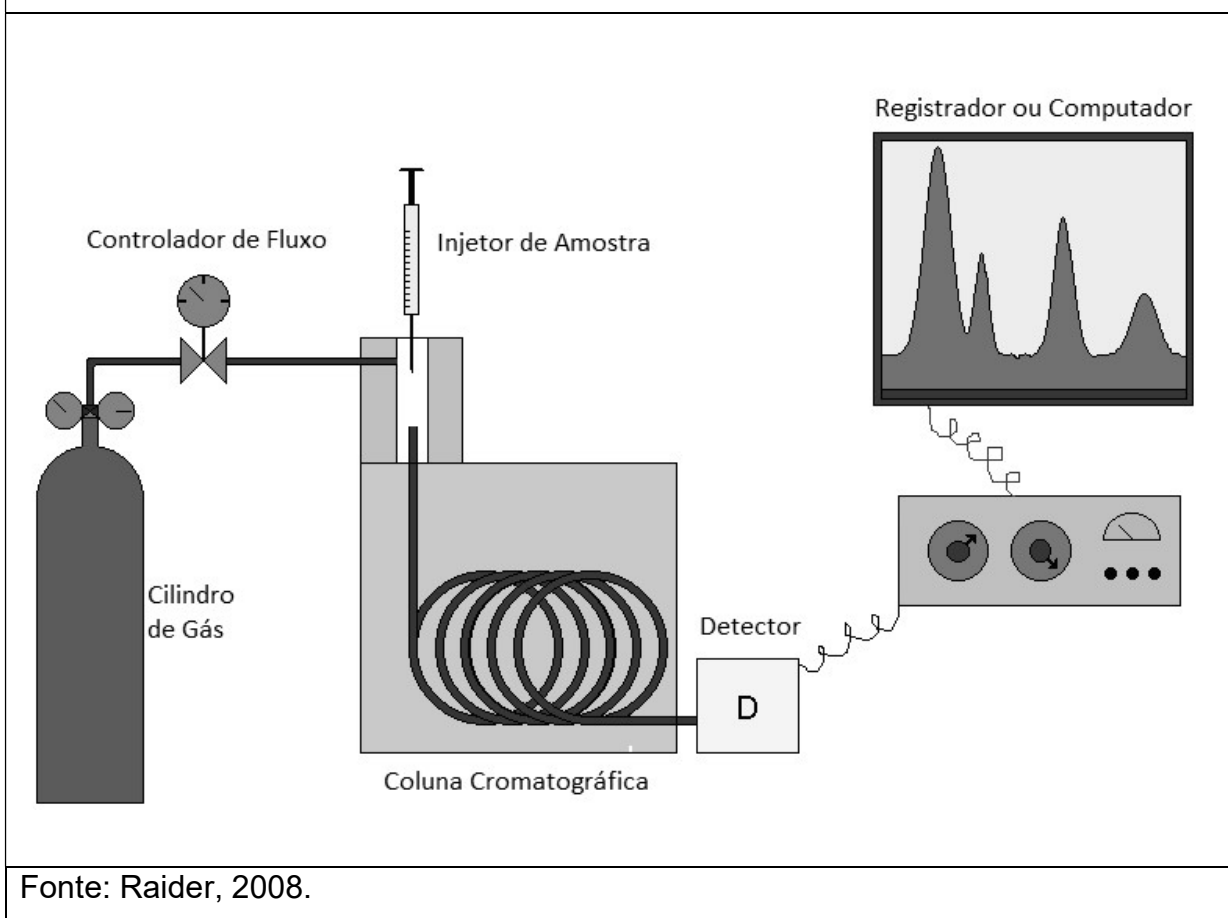 Registrador ou Computador
Controlador de Fluxo
Injetor de Amostra
Cilindro
de Gás
Detector
D
Coluna Cromatográfica
Fonte: Raider, 2008.